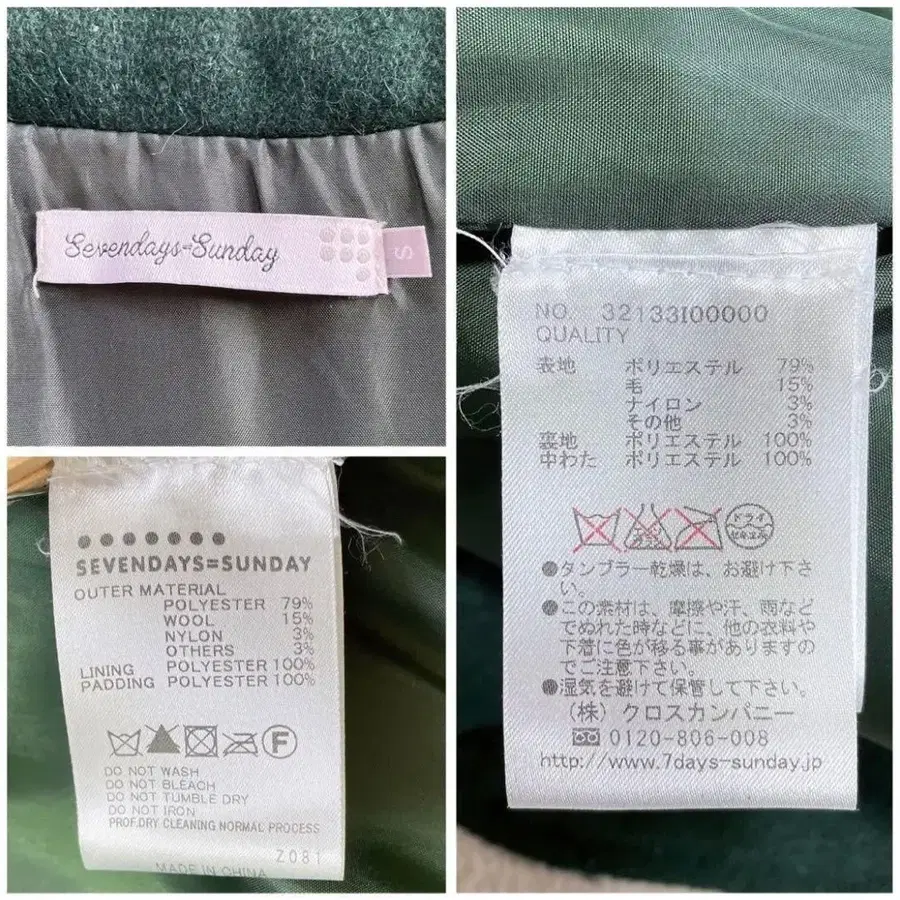 Sevendays=Sunday
S
NO. 32133I00000
QUALITY
表地 ポリエステル 79%
毛 15%
ナイロン 3%
その他 3%
裏地 ポリエステル 100%
中わた ポリエステル 100%
ドライ
セキユ系
●タンブラー乾燥は、お避け下さ
い。
●この素材は、摩擦や汗、雨など
でぬれた時などに、他の衣料や
下着に色が移る事がありますの
でご注意下さい。
●湿気を避けて保管して下さい。
(株) クロスカンパニー
0120-806-008
http://www.7days-sunday.jp
SEVENDAYS=SUNDAY
OUTER MATERIAL
POLYESTER 79%
WOOL 15%
NYLON 3%
OTHERS 3%
LINING POLYESTER 100%
PADDING POLYESTER 100%
F
DO NOT WASH
DO NOT BLEACH
DO NOT TUMBLE DRY
DO NOT IRON
PROF.DRY CLEANING NORMAL PROCESS
Z081
MADE IN CHINA